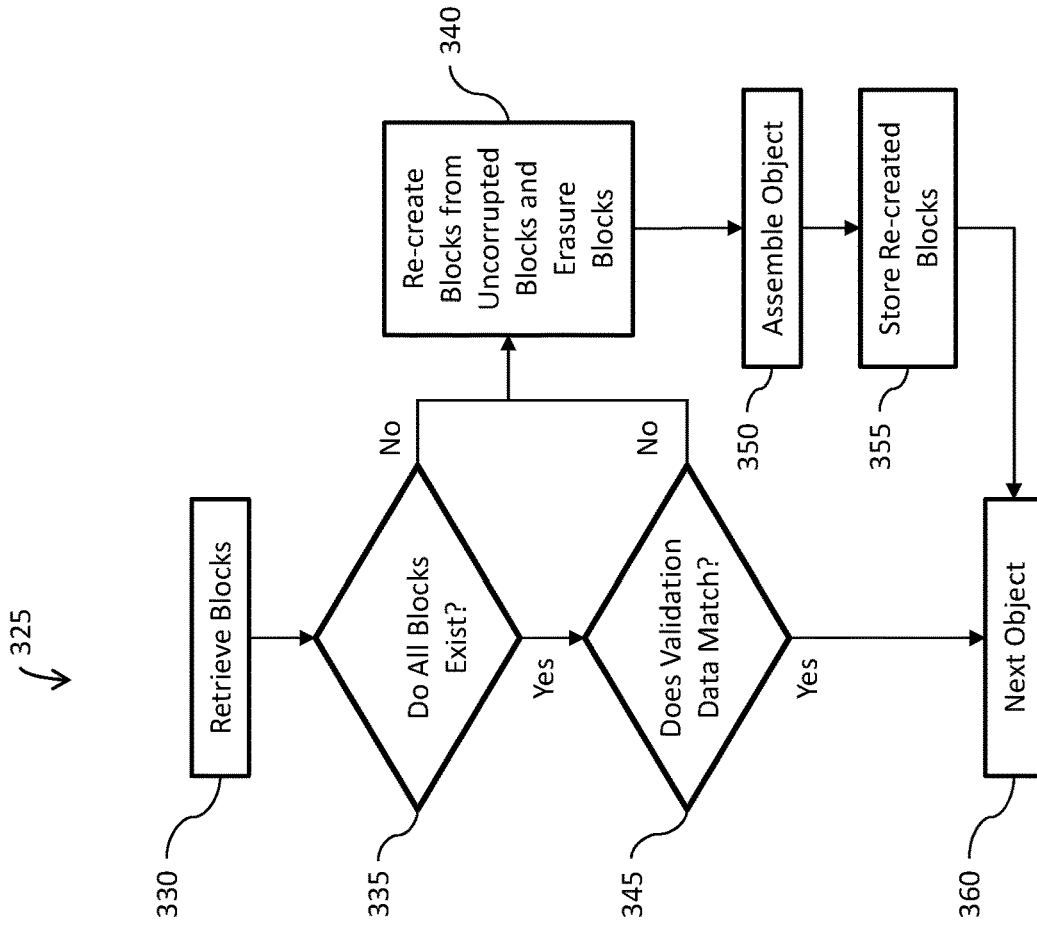 325
330
Retrieve Blocks
335
Do All Blocks
Exist?
No
Yes
340
Re-create
Blocks from
Uncorrupted
Blocks and
Erasure
Blocks
345
Does Validation
Data Match?
No
Yes
350
Assemble Object
355
Store Re-created
Blocks
360
Next Object